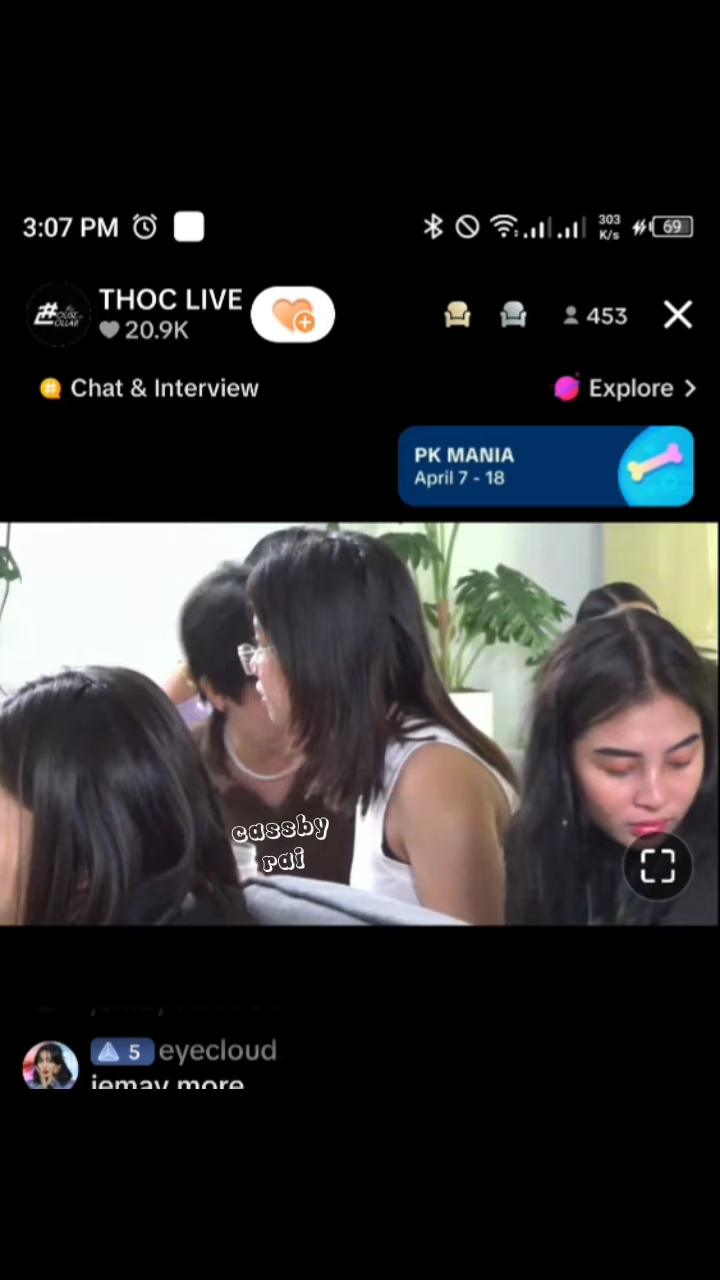 3:07 PM
303
K/s
69
THOC LIVE
20.9K
453
Chat & Interview
Explore
PK MANIA
April 7 - 18
cassby
rai
5 eyecloud
jemay more